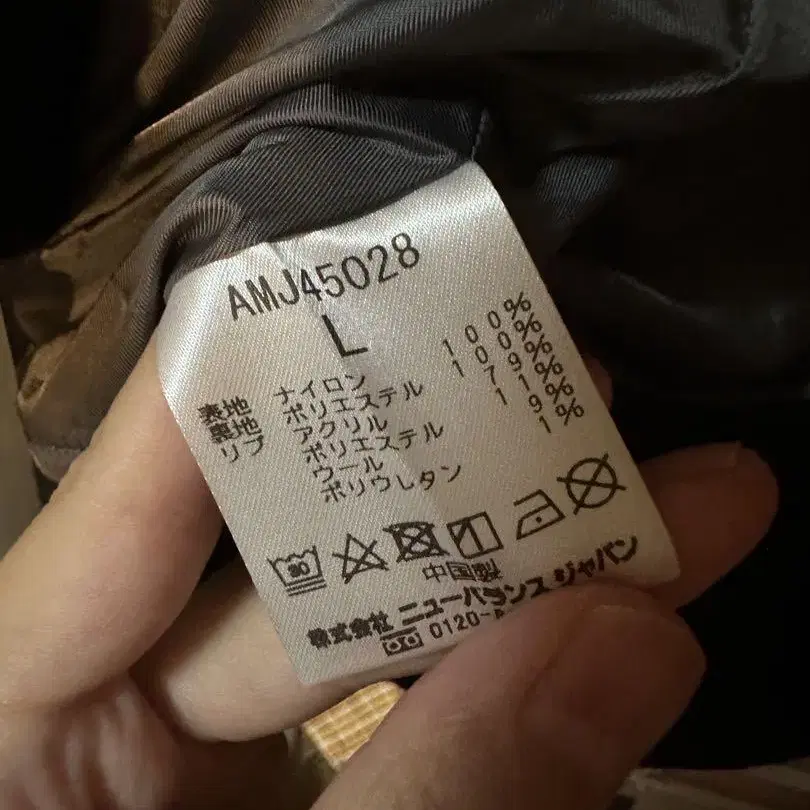 AMJ45028
L
表地 ナイロン 100%
裏地 ポリエステル 100%
リブ アクリル 79%
ポリエステル 11%
ウール 9%
ポリウレタン 1%
30
中国製
株式会社 ニューバランス ジャパン
0120-